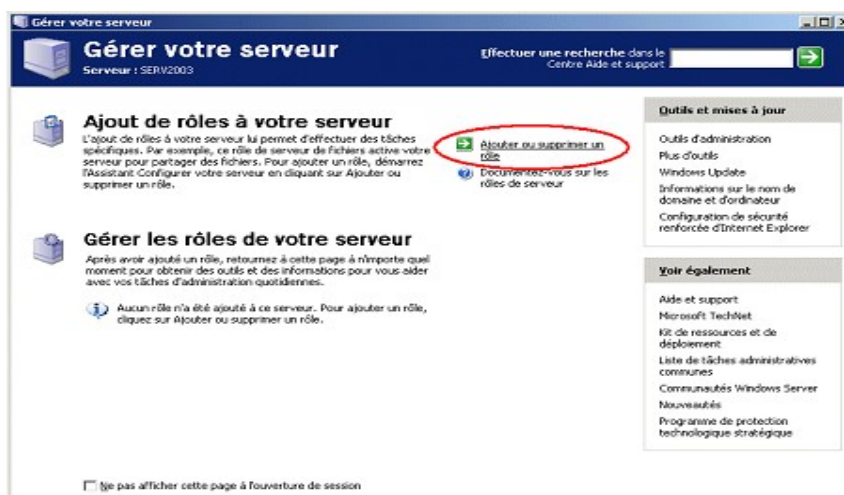 Gérer votre serveur
Gérer votre serveur
Serveur : SERV2003
Effectuer une recherche dans le
Centre Aide et support
Ajout de rôles à votre serveur
L'ajout de rôles à votre serveur lui permet d'effectuer des tâches
spécifiques. Par exemple, ce rôle de serveur de fichiers active votre
serveur pour partager des fichiers. Pour ajouter un rôle, démarrez
l'Assistant Configurer votre serveur en cliquant sur Ajouter ou
supprimer un rôle.
Ajouter ou supprimer un
rôle
Documentez-vous sur les
rôles de serveur
Gérer les rôles de votre serveur
Après avoir ajouté un rôle, retournez à cette page à n'importe quel
moment pour obtenir des outils et des informations pour vous aider
avec vos tâches d'administration quotidiennes.
Aucun rôle n'a été ajouté à ce serveur. Pour ajouter un rôle,
cliquez sur Ajouter ou supprimer un rôle.
Outils et mises à jour
Outils d'administration
Plus d'outils
Windows Update
Informations sur le nom de
domaine et d'ordinateur
Configuration de sécurité
renforcée d'Internet Explorer
Voir également
Aide et support
Microsoft TechNet
Kit de ressources et de
déploiement
Liste de tâches administratives
communes
Communautés Windows Server
Nouveautés
Programme de protection
technologique stratégique
Ne pas afficher cette page à l'ouverture de session